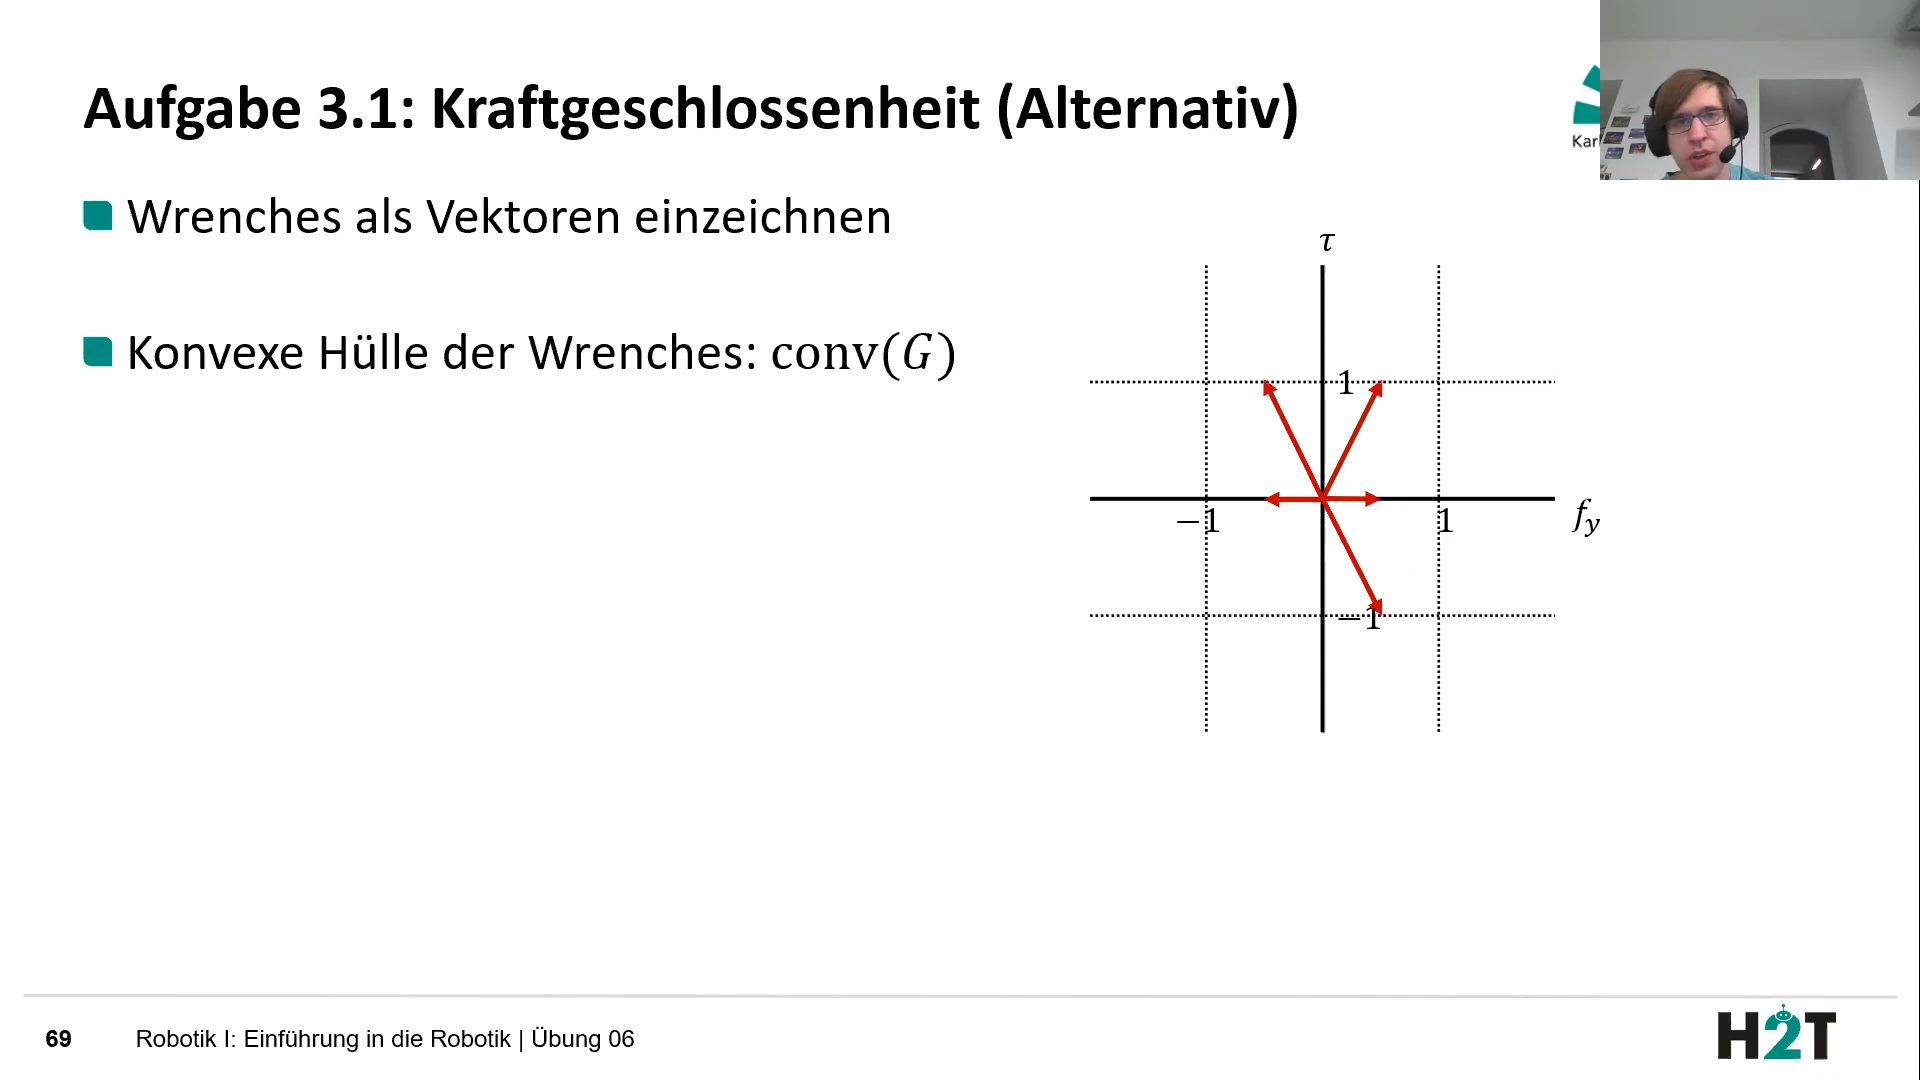 Aufgabe 3.1: Kraftgeschlossenheit (Alternativ)
Karl
Wrenches als Vektoren einzeichnen
Konvexe Hülle der Wrenches: conv(G)
τ
1
−1
1
f_y
−1
69
Robotik I: Einführung in die Robotik | Übung 06
H2T